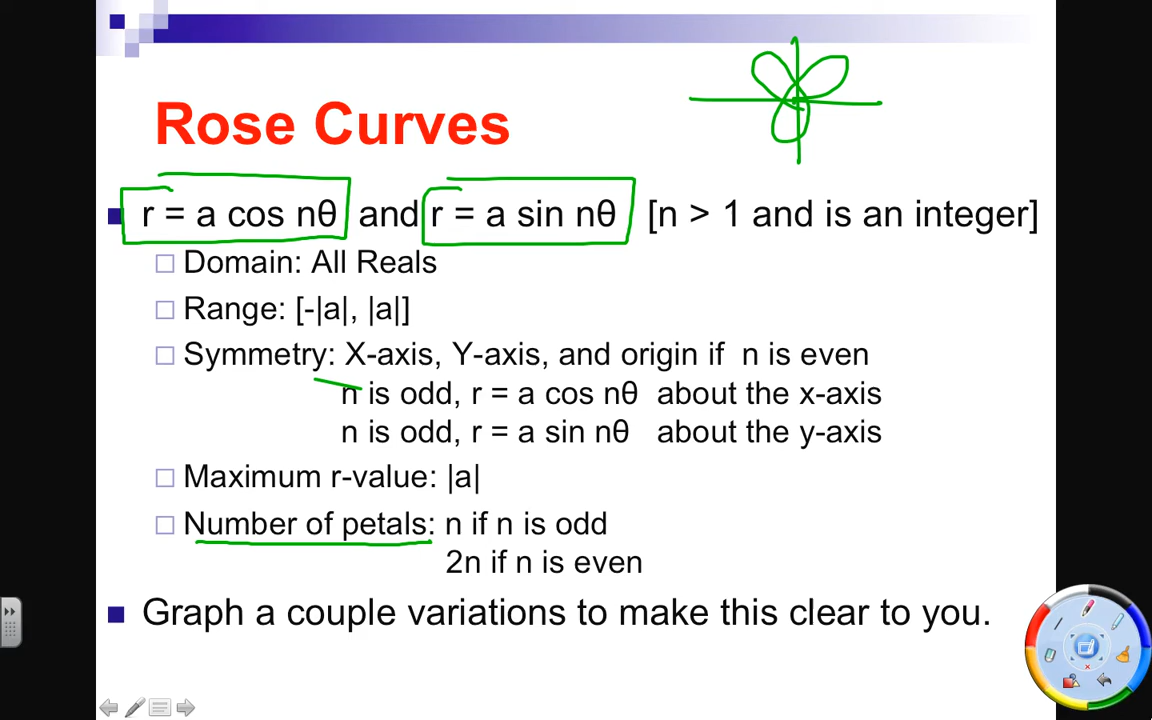 Rose Curves
r = a cos nθ and r = a sin nθ [n > 1 and is an integer]
Domain: All Reals
Range: [-|a|, |a|]
Symmetry: X-axis, Y-axis, and origin if n is even
n is odd, r = a cos nθ about the x-axis
n is odd, r = a sin nθ about the y-axis
Maximum r-value: |a|
Number of petals: n if n is odd
2n if n is even
Graph a couple variations to make this clear to you.